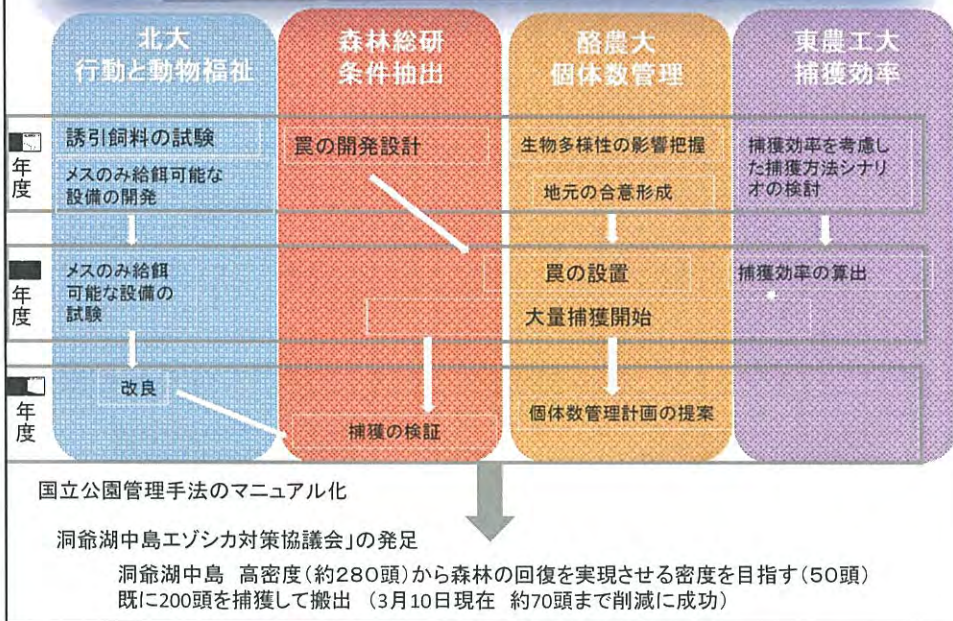 北大
行動と動物福祉
森林総研
条件抽出
酪農大
個体数管理
東農工大
捕獲効率
年度
誘引飼料の試験
メスのみ給餌可能な
設備の開発
罠の開発設計
生物多様性の影響把握
地元の合意形成
捕獲効率を考慮し
た捕獲方法シナリ
オの検討
年度
メスのみ給餌
可能な設備の
試験
罠の設置
大量捕獲開始
捕獲効率の算出
年度
改良
捕獲の検証
個体数管理計画の提案
国立公園管理手法のマニュアル化
洞爺湖中島エゾシカ対策協議会」の発足
洞爺湖中島 高密度(約280頭)から森林の回復を実現させる密度を目指す(50頭)
既に200頭を捕獲して搬出 (3月10日現在 約70頭まで削減に成功)